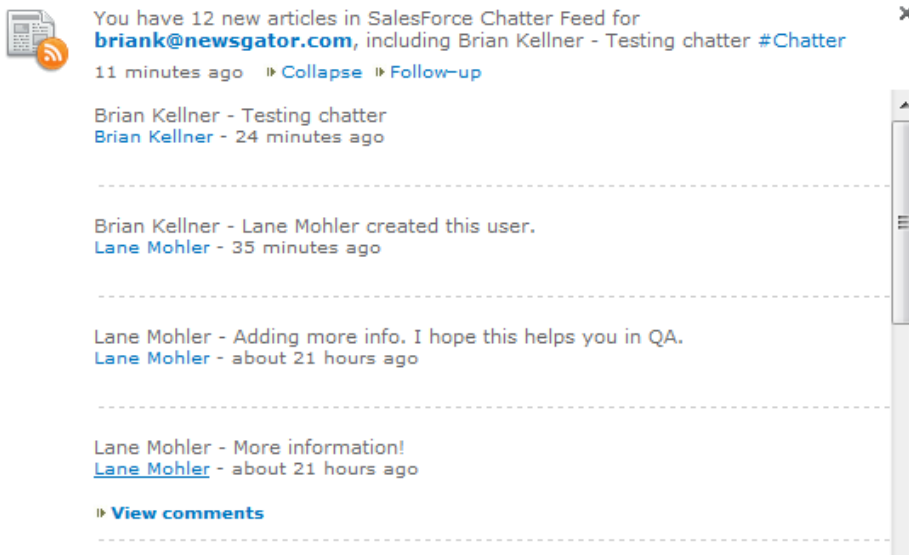 You have 12 new articles in SalesForce Chatter Feed for
briank@newsgator.com, including Brian Kellner - Testing chatter #Chatter
11 minutes ago Collapse Follow-up
Brian Kellner - Testing chatter
Brian Kellner - 24 minutes ago
Brian Kellner - Lane Mohler created this user.
Lane Mohler - 35 minutes ago
Lane Mohler - Adding more info. I hope this helps you in QA.
Lane Mohler - about 21 hours ago
Lane Mohler - More information!
Lane Mohler - about 21 hours ago
View comments